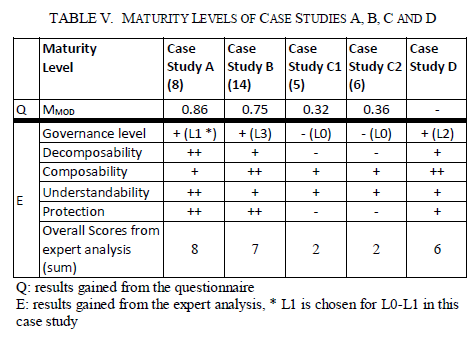 TABLE V. MATURITY LEVELS OF CASE STUDIES A, B, C AND D
Maturity Level Case Study A (8) Case Study B (14) Case Study C1 (5) Case Study C2 (6) Case Study D
Q MMOD 0.86 0.75 0.32 0.36 -
E Governance level + (L1 *) + (L3) - (L0) - (L0) + (L2)
Decomposability ++ + - - +
Composability + ++ + + ++
Understandability ++ + + + +
Protection ++ ++ - - +
Overall Scores from expert analysis (sum) 8 7 2 2 6
Q: results gained from the questionnaire
E: results gained from the expert analysis, * L1 is chosen for L0-L1 in this
case study